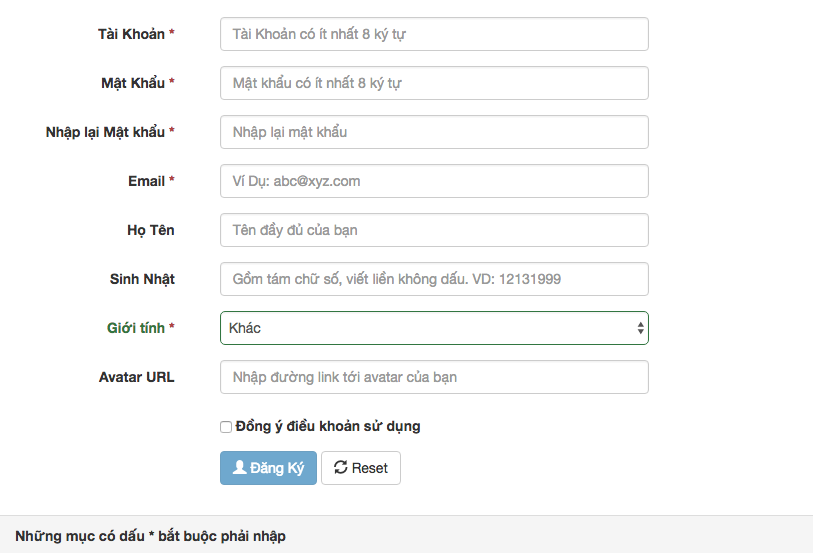 Tài Khoản * Tài Khoản có ít nhất 8 ký tự
Mật Khẩu * Mật khẩu có ít nhất 8 ký tự
Nhập lại Mật khẩu * Nhập lại mật khẩu
Email * Ví Dụ: abc@xyz.com
Họ Tên Tên đầy đủ của bạn
Sinh Nhật Gồm tám chữ số, viết liền không dấu. VD: 12131999
Giới tính * Khác
Avatar URL Nhập đường link tới avatar của bạn
Đồng ý điều khoản sử dụng
Đăng Ký Reset
Những mục có dấu * bắt buộc phải nhập